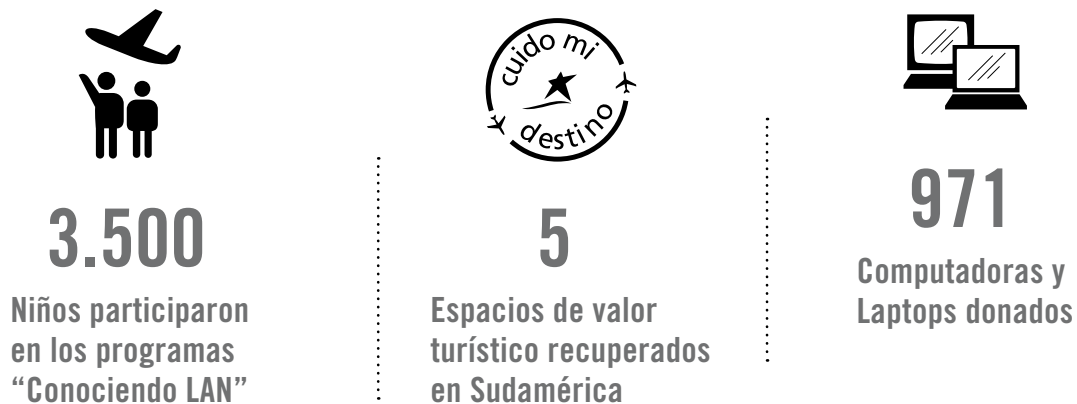 3.500
Niños participaron
en los programas
“Conociendo LAN”
cuido mi
destino
5
Espacios de valor
turístico recuperados
en Sudamérica
971
Computadoras y
Laptops donados